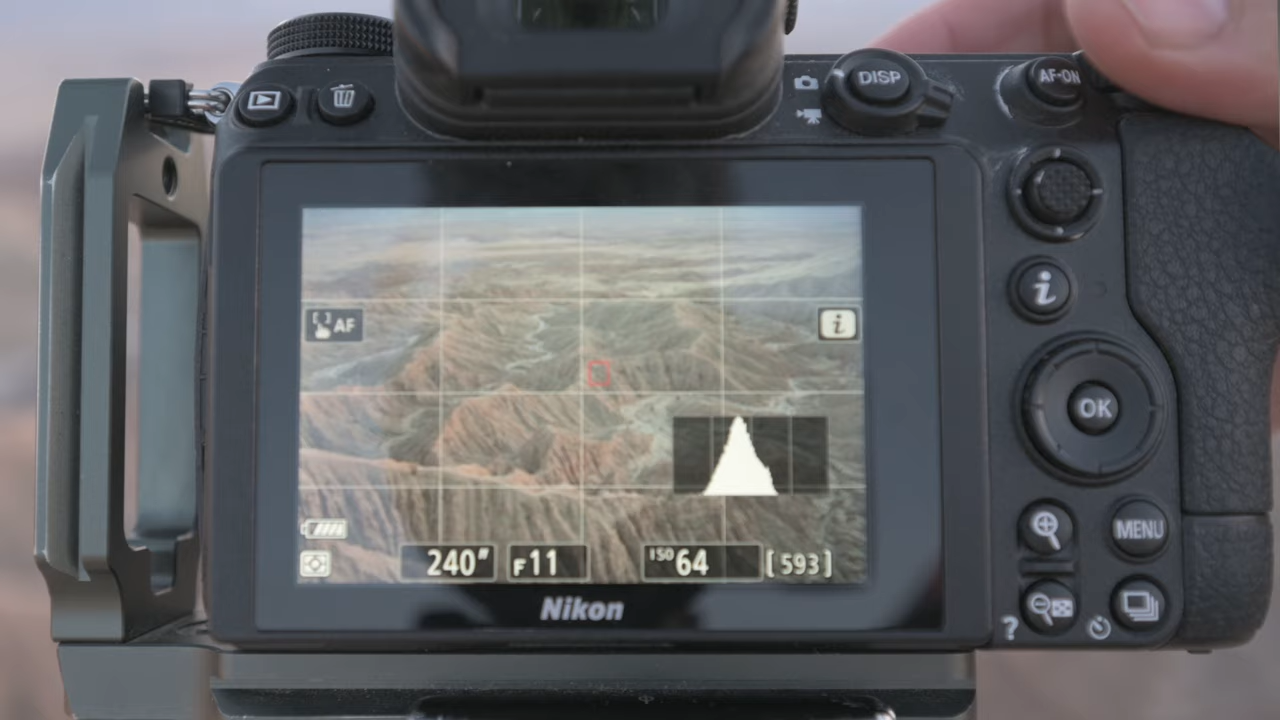 DISP
AF-ON
i
AF
i
OK
240" F11 ISO 64 [593]
MENU
Nikon
?